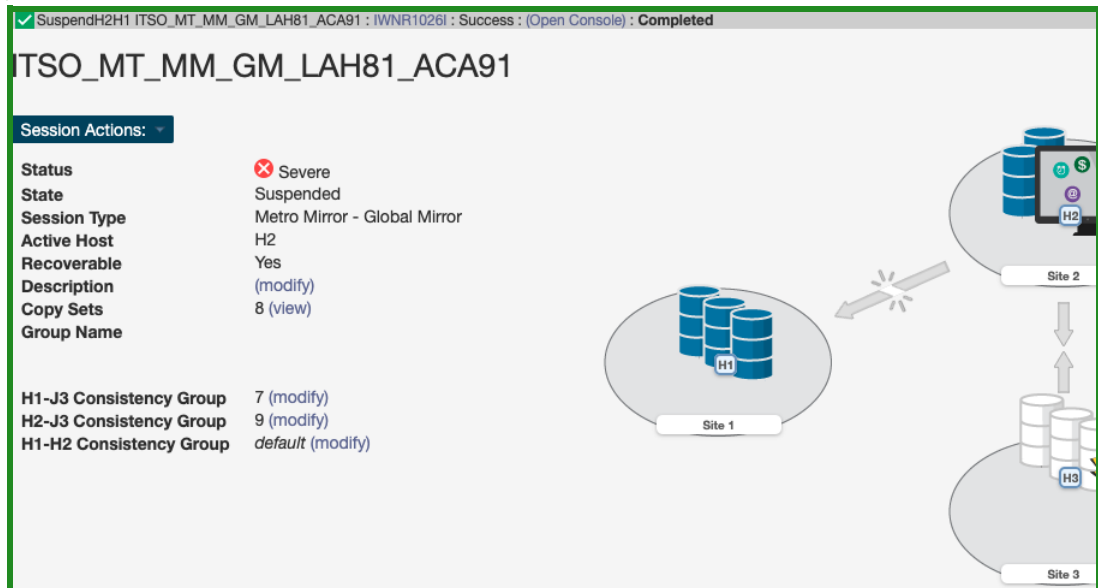 SuspendH2H1 ITSO_MT_MM_GM_LAH81_ACA91 : IWNR1026I : Success : (Open Console) : Completed
ITSO_MT_MM_GM_LAH81_ACA91
Session Actions:
Status Severe
State Suspended
Session Type Metro Mirror - Global Mirror
Active Host H2
Recoverable Yes
Description (modify)
Copy Sets 8 (view)
Group Name
H1-J3 Consistency Group 7 (modify)
H2-J3 Consistency Group 9 (modify)
H1-H2 Consistency Group default (modify)
$
@
H2
Site 2
H1
Site 1
H3
Site 3